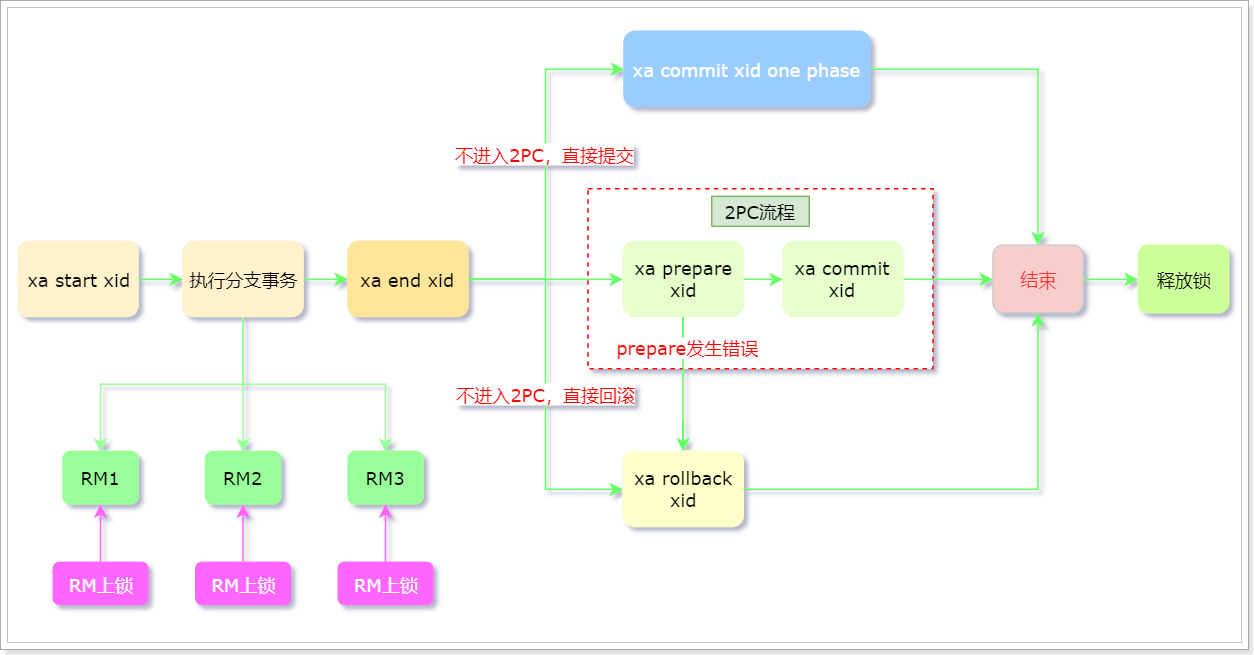 xa commit xid one phase
不进入2PC，直接提交
2PC流程
xa start xid
执行分支事务
xa end xid
xa prepare
xid
xa commit
xid
结束
释放锁
prepare发生错误
不进入2PC，直接回滚
RM1
RM2
RM3
xa rollback
xid
RM上锁
RM上锁
RM上锁